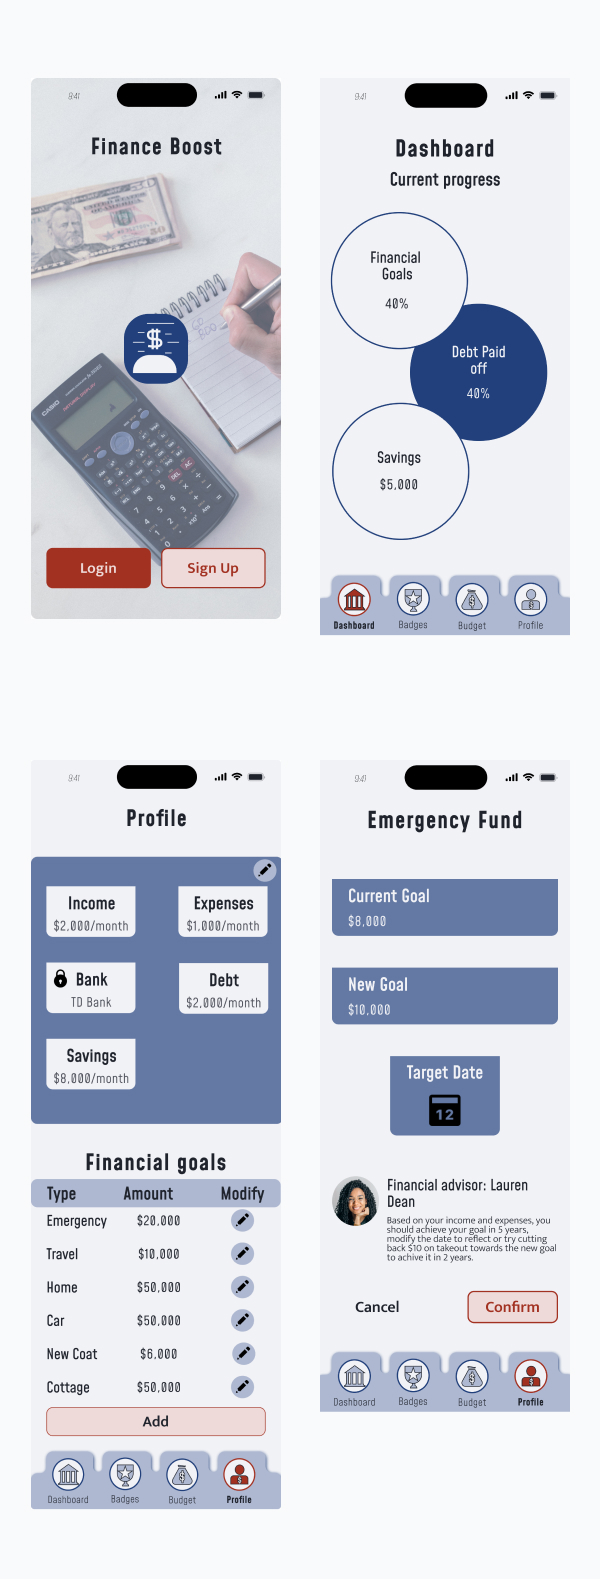 9:41
Finance Boost
50
$
CASIO
Login
Sign Up
9:41
Dashboard
Current progress
Financial
Goals
40%
Debt Paid
off
40%
Savings
$5,000
Dashboard
Badges
Budget
Profile
9:41
Profile
Income
$2,000/month
Expenses
$1,000/month
Bank
TD Bank
Debt
$2,000/month
Savings
$8,000/month
Financial goals
Type Amount Modify
Emergency $20,000
Travel $10,000
Home $50,000
Car $50,000
New Coat $6,000
Cottage $50,000
Add
Dashboard
Badges
Budget
Profile
9:41
Emergency Fund
Current Goal
$8,000
New Goal
$10,000
Target Date
12
Financial advisor: Lauren
Dean
Based on your income and expenses, you
should achieve your goal in 5 years,
modify the date to reflect or try cutting
back $10 on takeout towards the new goal
to achive it in 2 years.
Cancel
Confirm
Dashboard
Badges
Budget
Profile